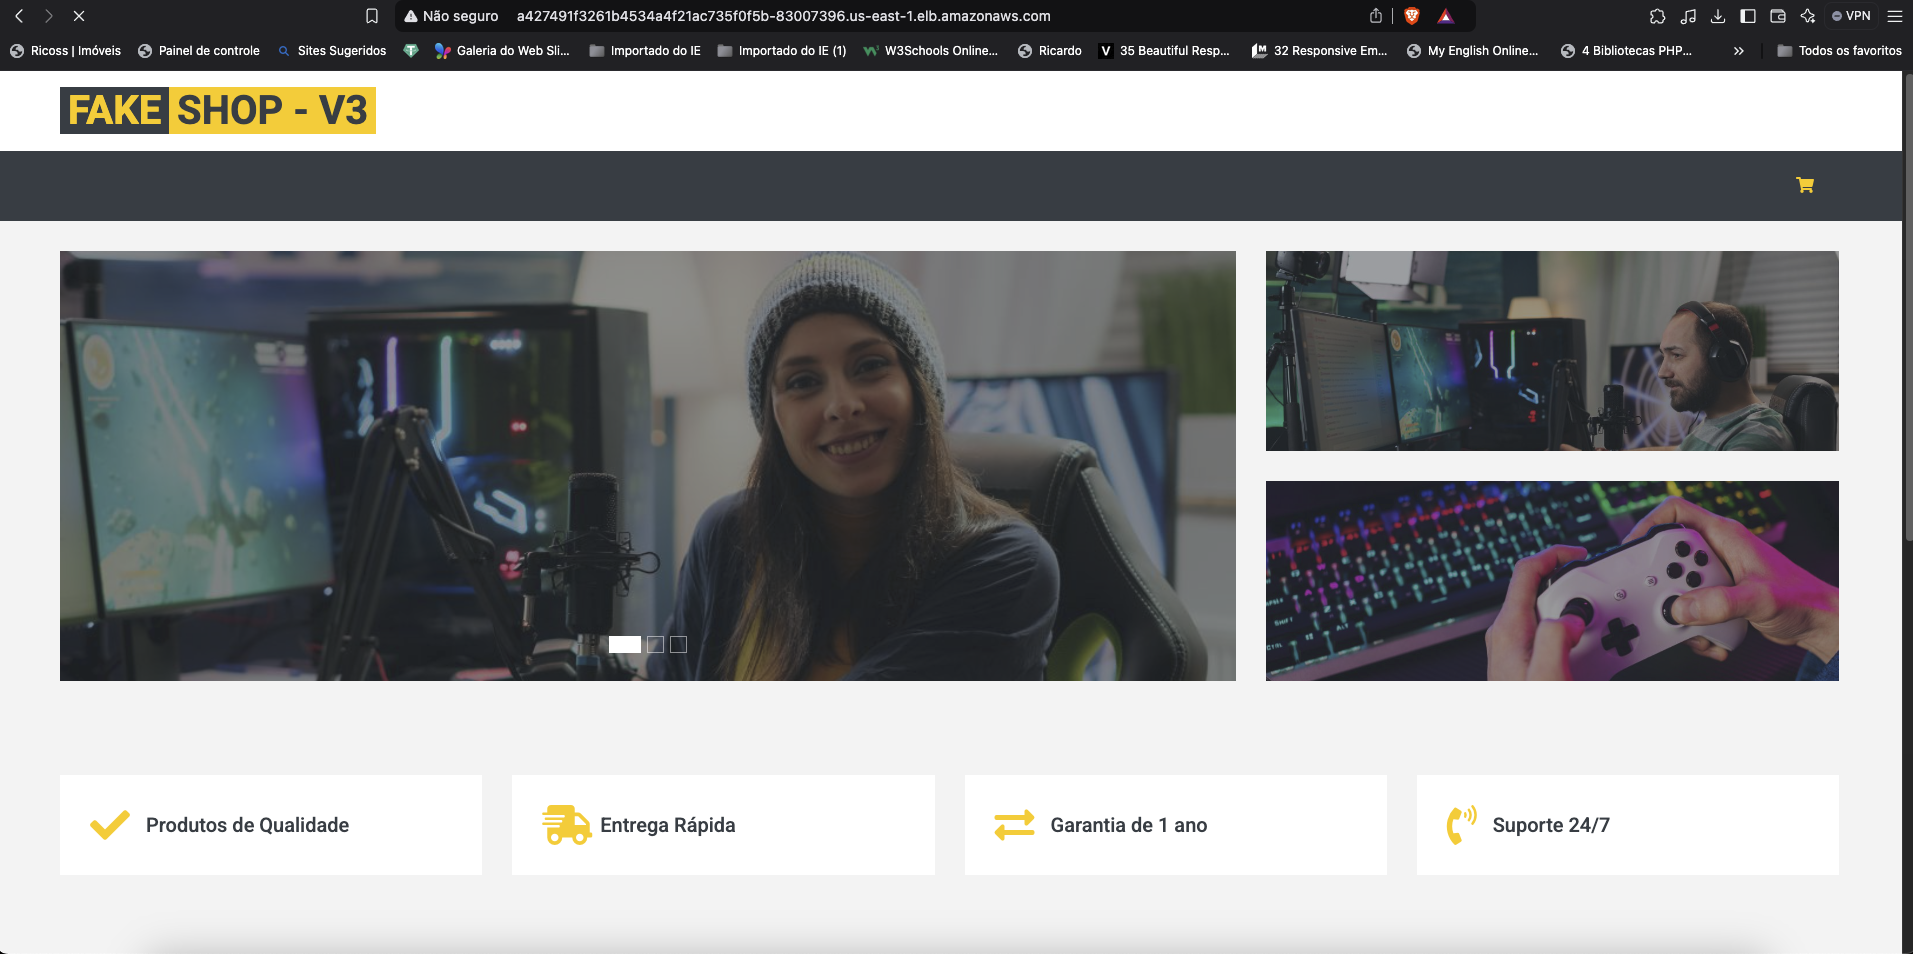 Não seguro a427491f3261b4534a4f21ac735f0f5b-83007396.us-east-1.elb.amazonaws.com VPN
Ricoss | Imóveis Painel de controle Sites Sugeridos Galeria do Web Sli... Importado do IE Importado do IE (1) W3Schools Online... Ricardo 35 Beautiful Resp... 32 Responsive Em... My English Online... 4 Bibliotecas PHP... » Todos os favoritos
FAKE SHOP - V3
Produtos de Qualidade
Entrega Rápida
Garantia de 1 ano
Suporte 24/7